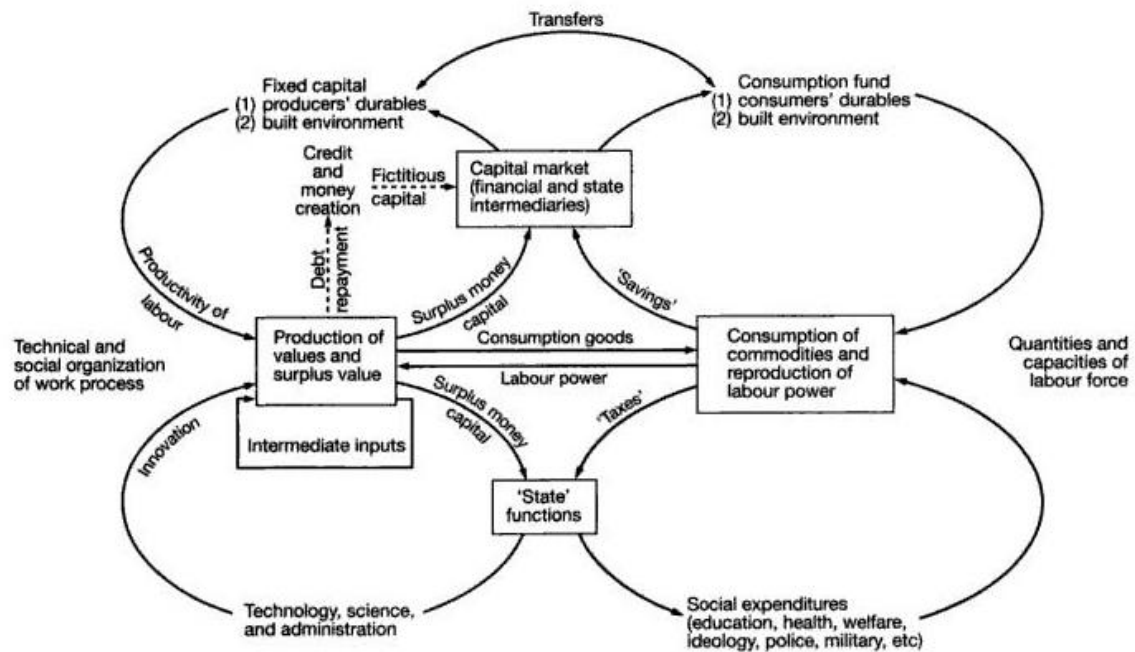 Transfers
Fixed capital
(1) producers' durables
(2) built environment
Consumption fund
(1) consumers' durables
(2) built environment
Credit
and
money
creation
Fictitious
capital
Capital market
(financial and state
intermediaries)
Productivity of
labour
Debt
repayment
Surplus money
capital
'Savings'
Technical and
social organization
of work process
Production of
values and
surplus value
Consumption goods
Labour power
Consumption of
commodities and
reproduction of
labour power
Quantities and
capacities of
labour force
Surplus money
capital
'Taxes'
Innovation
Intermediate inputs
'State'
functions
Technology, science,
and administration
Social expenditures
(education, health, welfare,
ideology, police, military, etc)